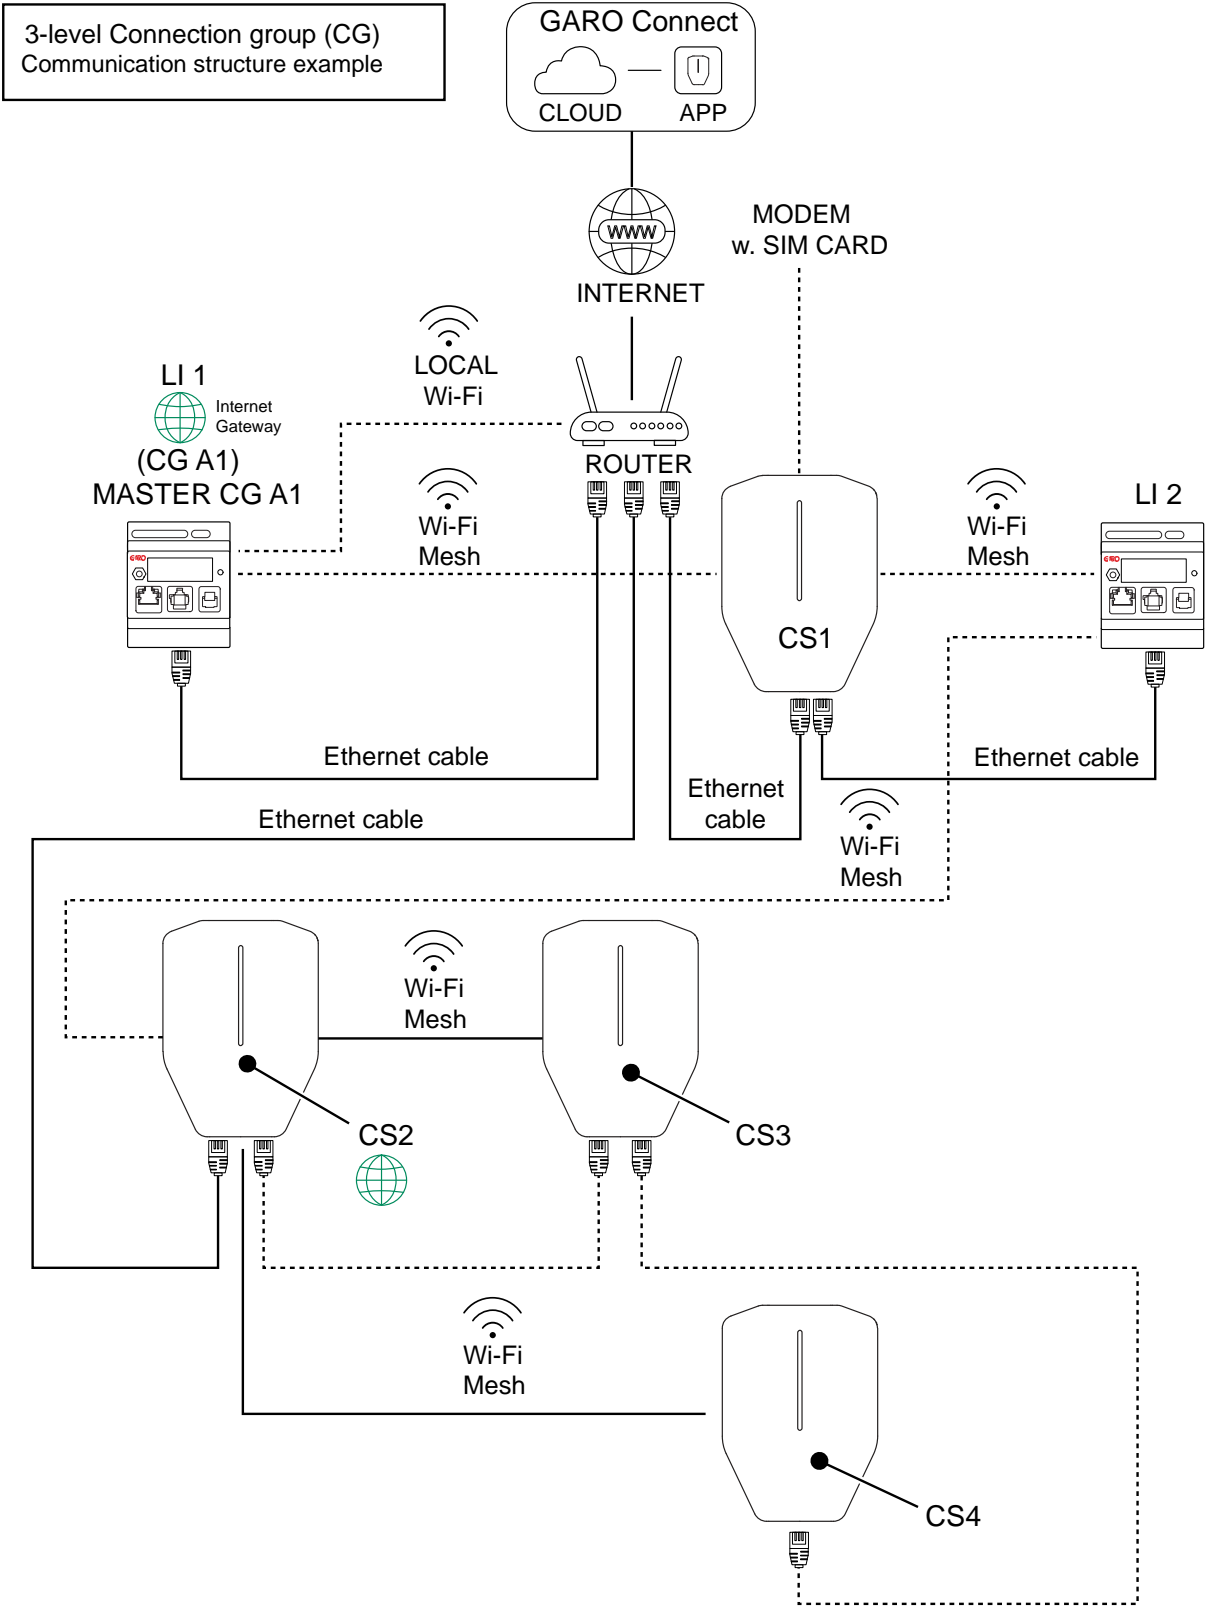 3-level Connection group (CG)
Communication structure example
GARO Connect
CLOUD
APP
WWW
INTERNET
MODEM
w. SIM CARD
LOCAL
Wi-Fi
LI 1
Internet
Gateway
(CG A1)
MASTER CG A1
ROUTER
Wi-Fi
Mesh
Wi-Fi
Mesh
LI 2
GARO
GARO
CS1
Ethernet cable
Ethernet
cable
Ethernet cable
Ethernet cable
Wi-Fi
Mesh
Wi-Fi
Mesh
CS2
CS3
Wi-Fi
Mesh
CS4